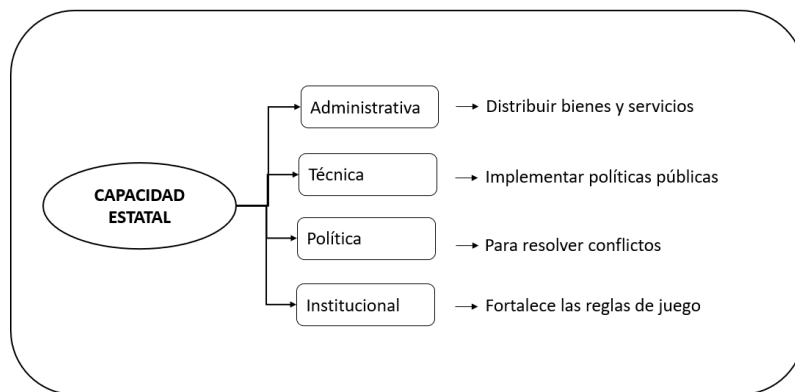 CAPACIDAD
ESTATAL
Administrativa
Distribuir bienes y servicios
Técnica
Implementar políticas públicas
Política
Para resolver conflictos
Institucional
Fortalece las reglas de juego